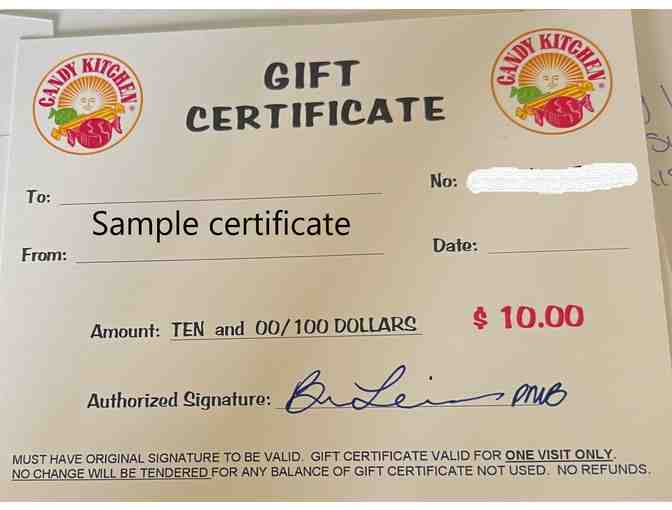 CANDY KITCHEN
GIFT
CERTIFICATE
CANDY KITCHEN
To:
No:
Sample certificate
From:
Date:
Amount: TEN and 00/100 DOLLARS $ 10.00
Authorized Signature:
MUST HAVE ORIGINAL SIGNATURE TO BE VALID. GIFT CERTIFICATE VALID FOR ONE VISIT ONLY.
NO CHANGE WILL BE TENDERED FOR ANY BALANCE OF GIFT CERTIFICATE NOT USED. NO REFUNDS.